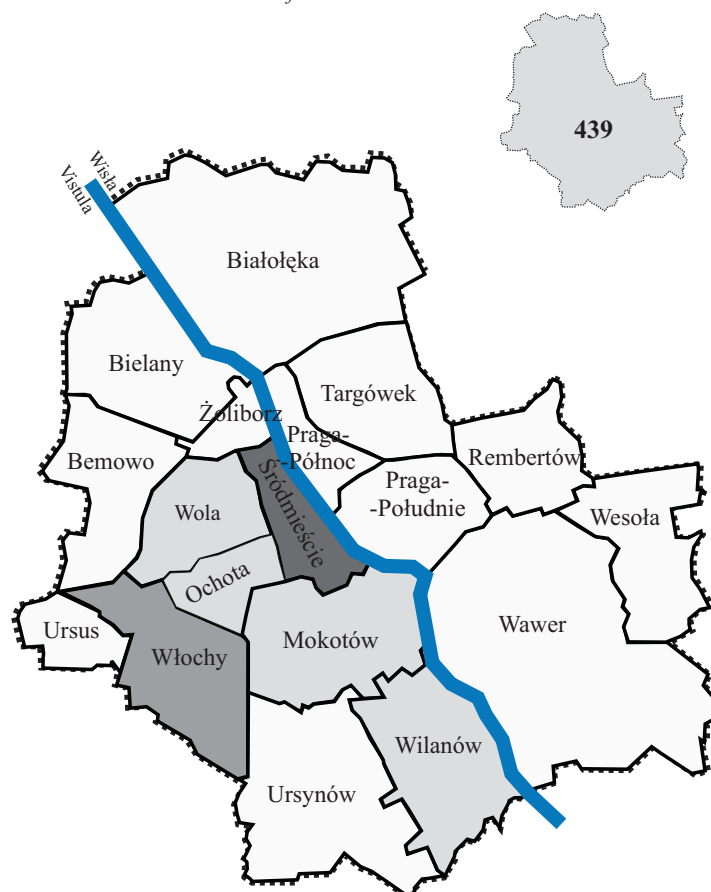 439
Wisła
Vistula
Białołęka
Bielany
Targówek
Żoliborz
Praga-
-Północ
Rembertów
Bemowo
Śródmieście
Praga-
-Południe
Wola
Wesoła
Ochota
Ursus
Włochy
Mokotów
Wawer
Wilanów
Ursynów